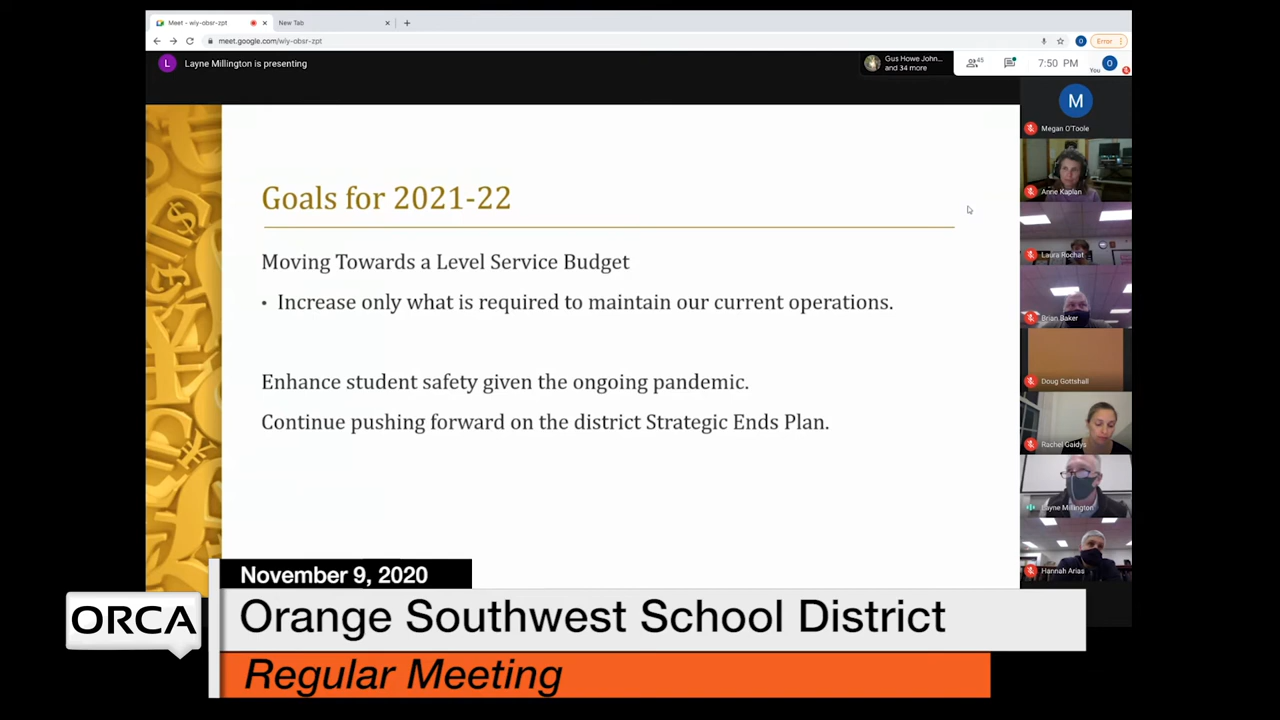 Meet - wiy-obsr-zpt
New Tab
meet.google.com/wiy-obsr-zpt
Error
L
Layne Millington is presenting
Gus Howe John...
and 34 more
45
7:50 PM
You
O
M
Megan O'Toole
Anne Kaplan
Laura Rochat
Brian Baker
Doug Gottshall
Rachel Gaidys
Layne Millington
Hannah Arias
Goals for 2021-22
Moving Towards a Level Service Budget
• Increase only what is required to maintain our current operations.
Enhance student safety given the ongoing pandemic.
Continue pushing forward on the district Strategic Ends Plan.
November 9, 2020
ORCA
Orange Southwest School District
Regular Meeting